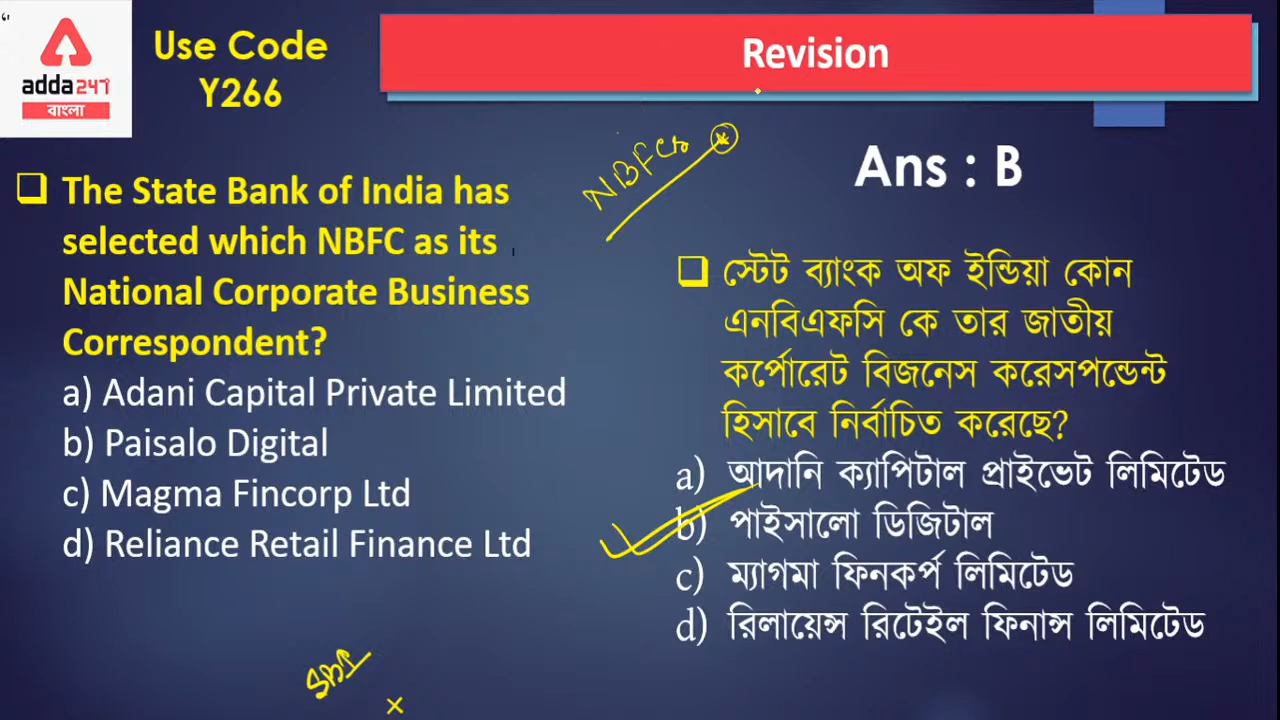 adda247
বাংলা
Use Code
Y266
Revision
NBFCs
Ans : B
The State Bank of India has
selected which NBFC as its
National Corporate Business
Correspondent?
a) Adani Capital Private Limited
b) Paisalo Digital
c) Magma Fincorp Ltd
d) Reliance Retail Finance Ltd
স্টেট ব্যাংক অফ ইন্ডিয়া কোন
এনবিএফসি কে তার জাতীয়
কর্পোরেট বিজনেস করেসপন্ডেন্ট
হিসাবে নির্বাচিত করেছে?
a) আদানি ক্যাপিটাল প্রাইভেট লিমিটেড
b) পাইসালো ডিজিটাল
c) ম্যাগমা ফিনকর্প লিমিটেড
d) রিলায়েন্স রিটেইল ফিনান্স লিমিটেড